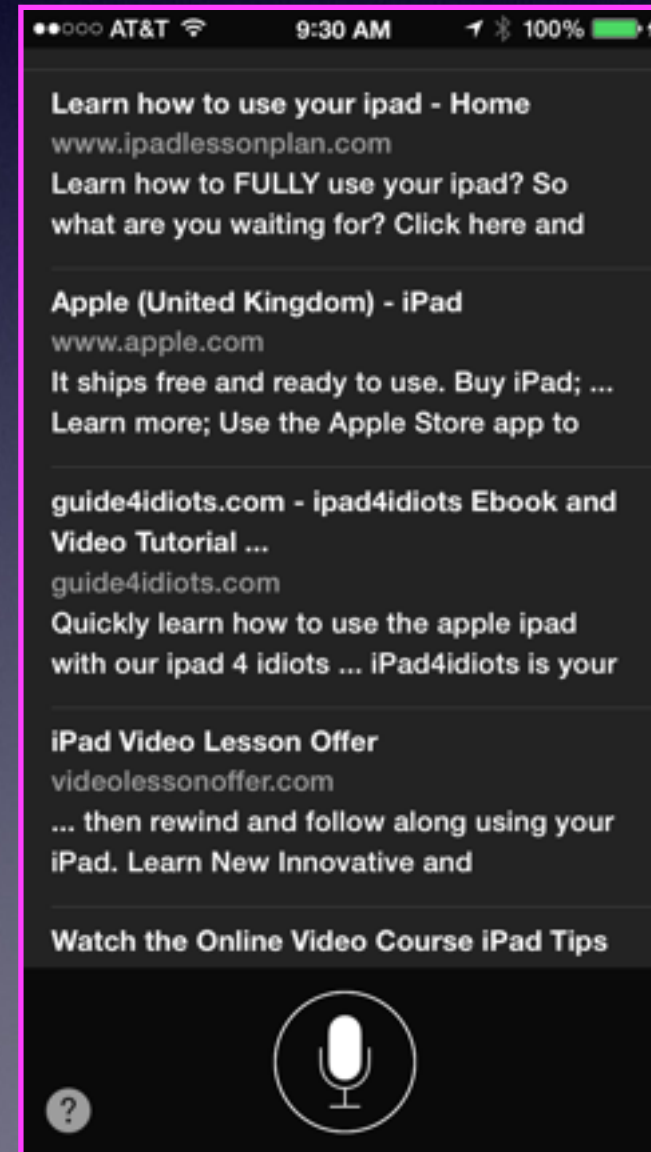 AT&T 9:30 AM 100%
Learn how to use your ipad - Home
www.ipadlessonplan.com
Learn how to FULLY use your ipad? So
what are you waiting for? Click here and
Apple (United Kingdom) - iPad
www.apple.com
It ships free and ready to use. Buy iPad; ...
Learn more; Use the Apple Store app to
guide4idiots.com - ipad4idiots Ebook and
Video Tutorial ...
guide4idiots.com
Quickly learn how to use the apple ipad
with our ipad 4 idiots ... iPad4idiots is your
iPad Video Lesson Offer
videolessonoffer.com
... then rewind and follow along using your
iPad. Learn New Innovative and
Watch the Online Video Course iPad Tips
?